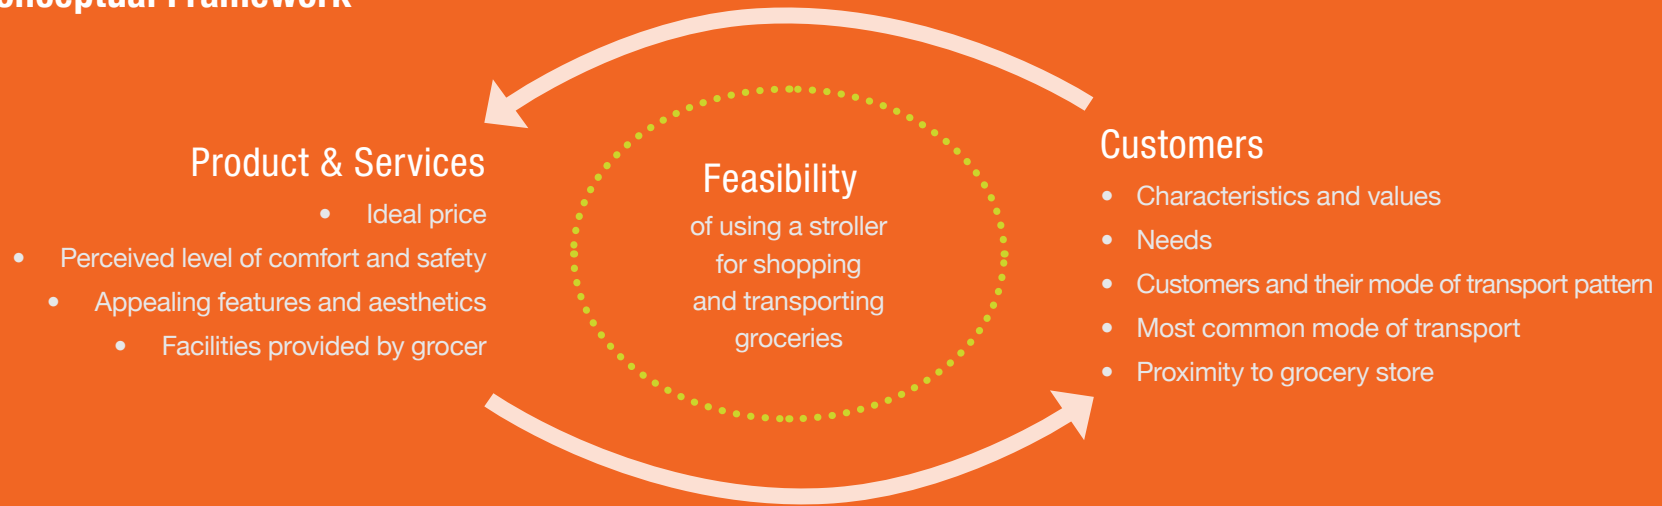 onceptual Framework
Product & Services
• Ideal price
• Perceived level of comfort and safety
• Appealing features and aesthetics
• Facilities provided by grocer
Feasibility
of using a stroller
for shopping
and transporting
groceries
Customers
• Characteristics and values
• Needs
• Customers and their mode of transport pattern
• Most common mode of transport
• Proximity to grocery store